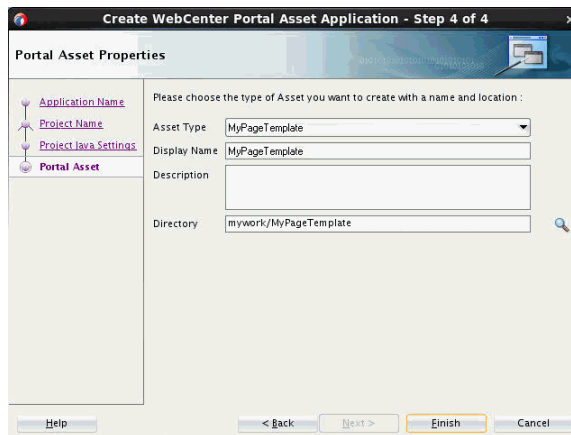 Create WebCenter Portal Asset Application - Step 4 of 4
Portal Asset Properties
Application Name
Project Name
Project Java Settings
Portal Asset
Please choose the type of Asset you want to create with a name and location :
Asset Type
MyPageTemplate
Display Name
MyPageTemplate
Description
Directory
mywork/MyPageTemplate
Help
< Back
Next >
Finish
Cancel